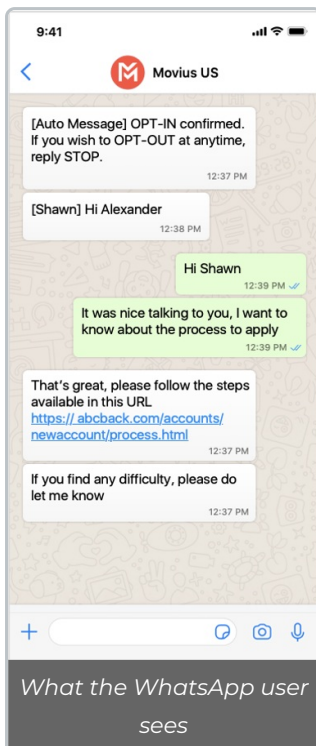 9:41
Movius US
[Auto Message] OPT-IN confirmed.
If you wish to OPT-OUT at anytime,
reply STOP.
12:37 PM
[Shawn] Hi Alexander
12:38 PM
Hi Shawn
12:39 PM
It was nice talking to you, I want to
know about the process to apply
12:39 PM
That's great, please follow the steps
available in this URL
https:// abcback.com/accounts/
newaccount/process.html
12:37 PM
If you find any difficulty, please do
let me know
12:37 PM
What the WhatsApp user
sees